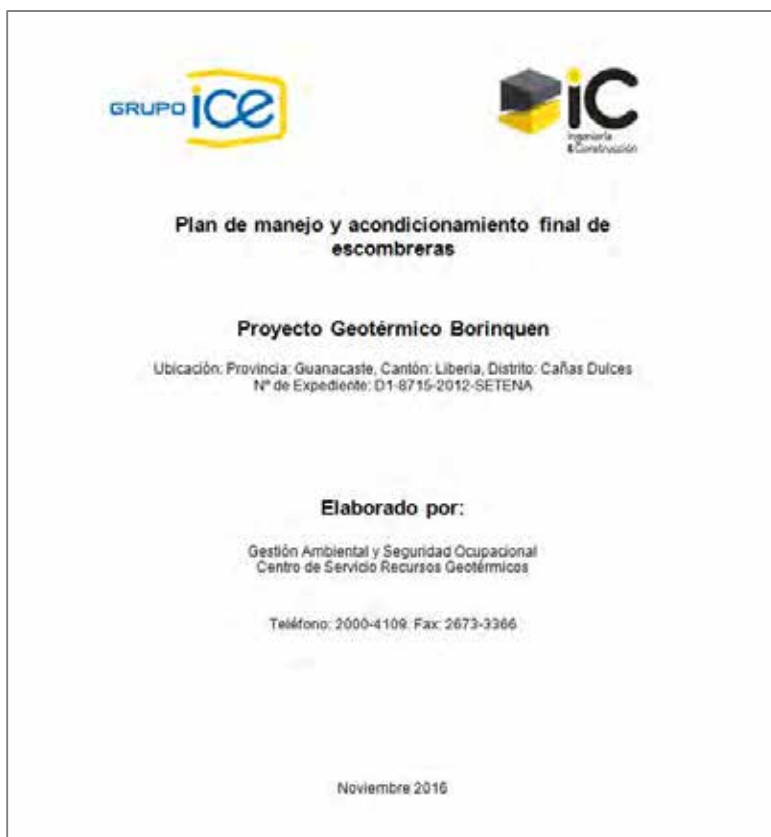 GRUPO ice
iC
Ingeniería
& Construcción
Plan de manejo y acondicionamiento final de
escombreras
Proyecto Geotérmico Borinquen
Ubicación: Provincia: Guanacaste, Cantón: Liberia, Distrito: Cañas Dulces
N° de Expediente: D1-8715-2012-SETENA
Elaborado por:
Gestión Ambiental y Seguridad Ocupacional
Centro de Servicio Recursos Geotérmicos
Teléfono: 2000-4109. Fax: 2673-3366
Noviembre 2016